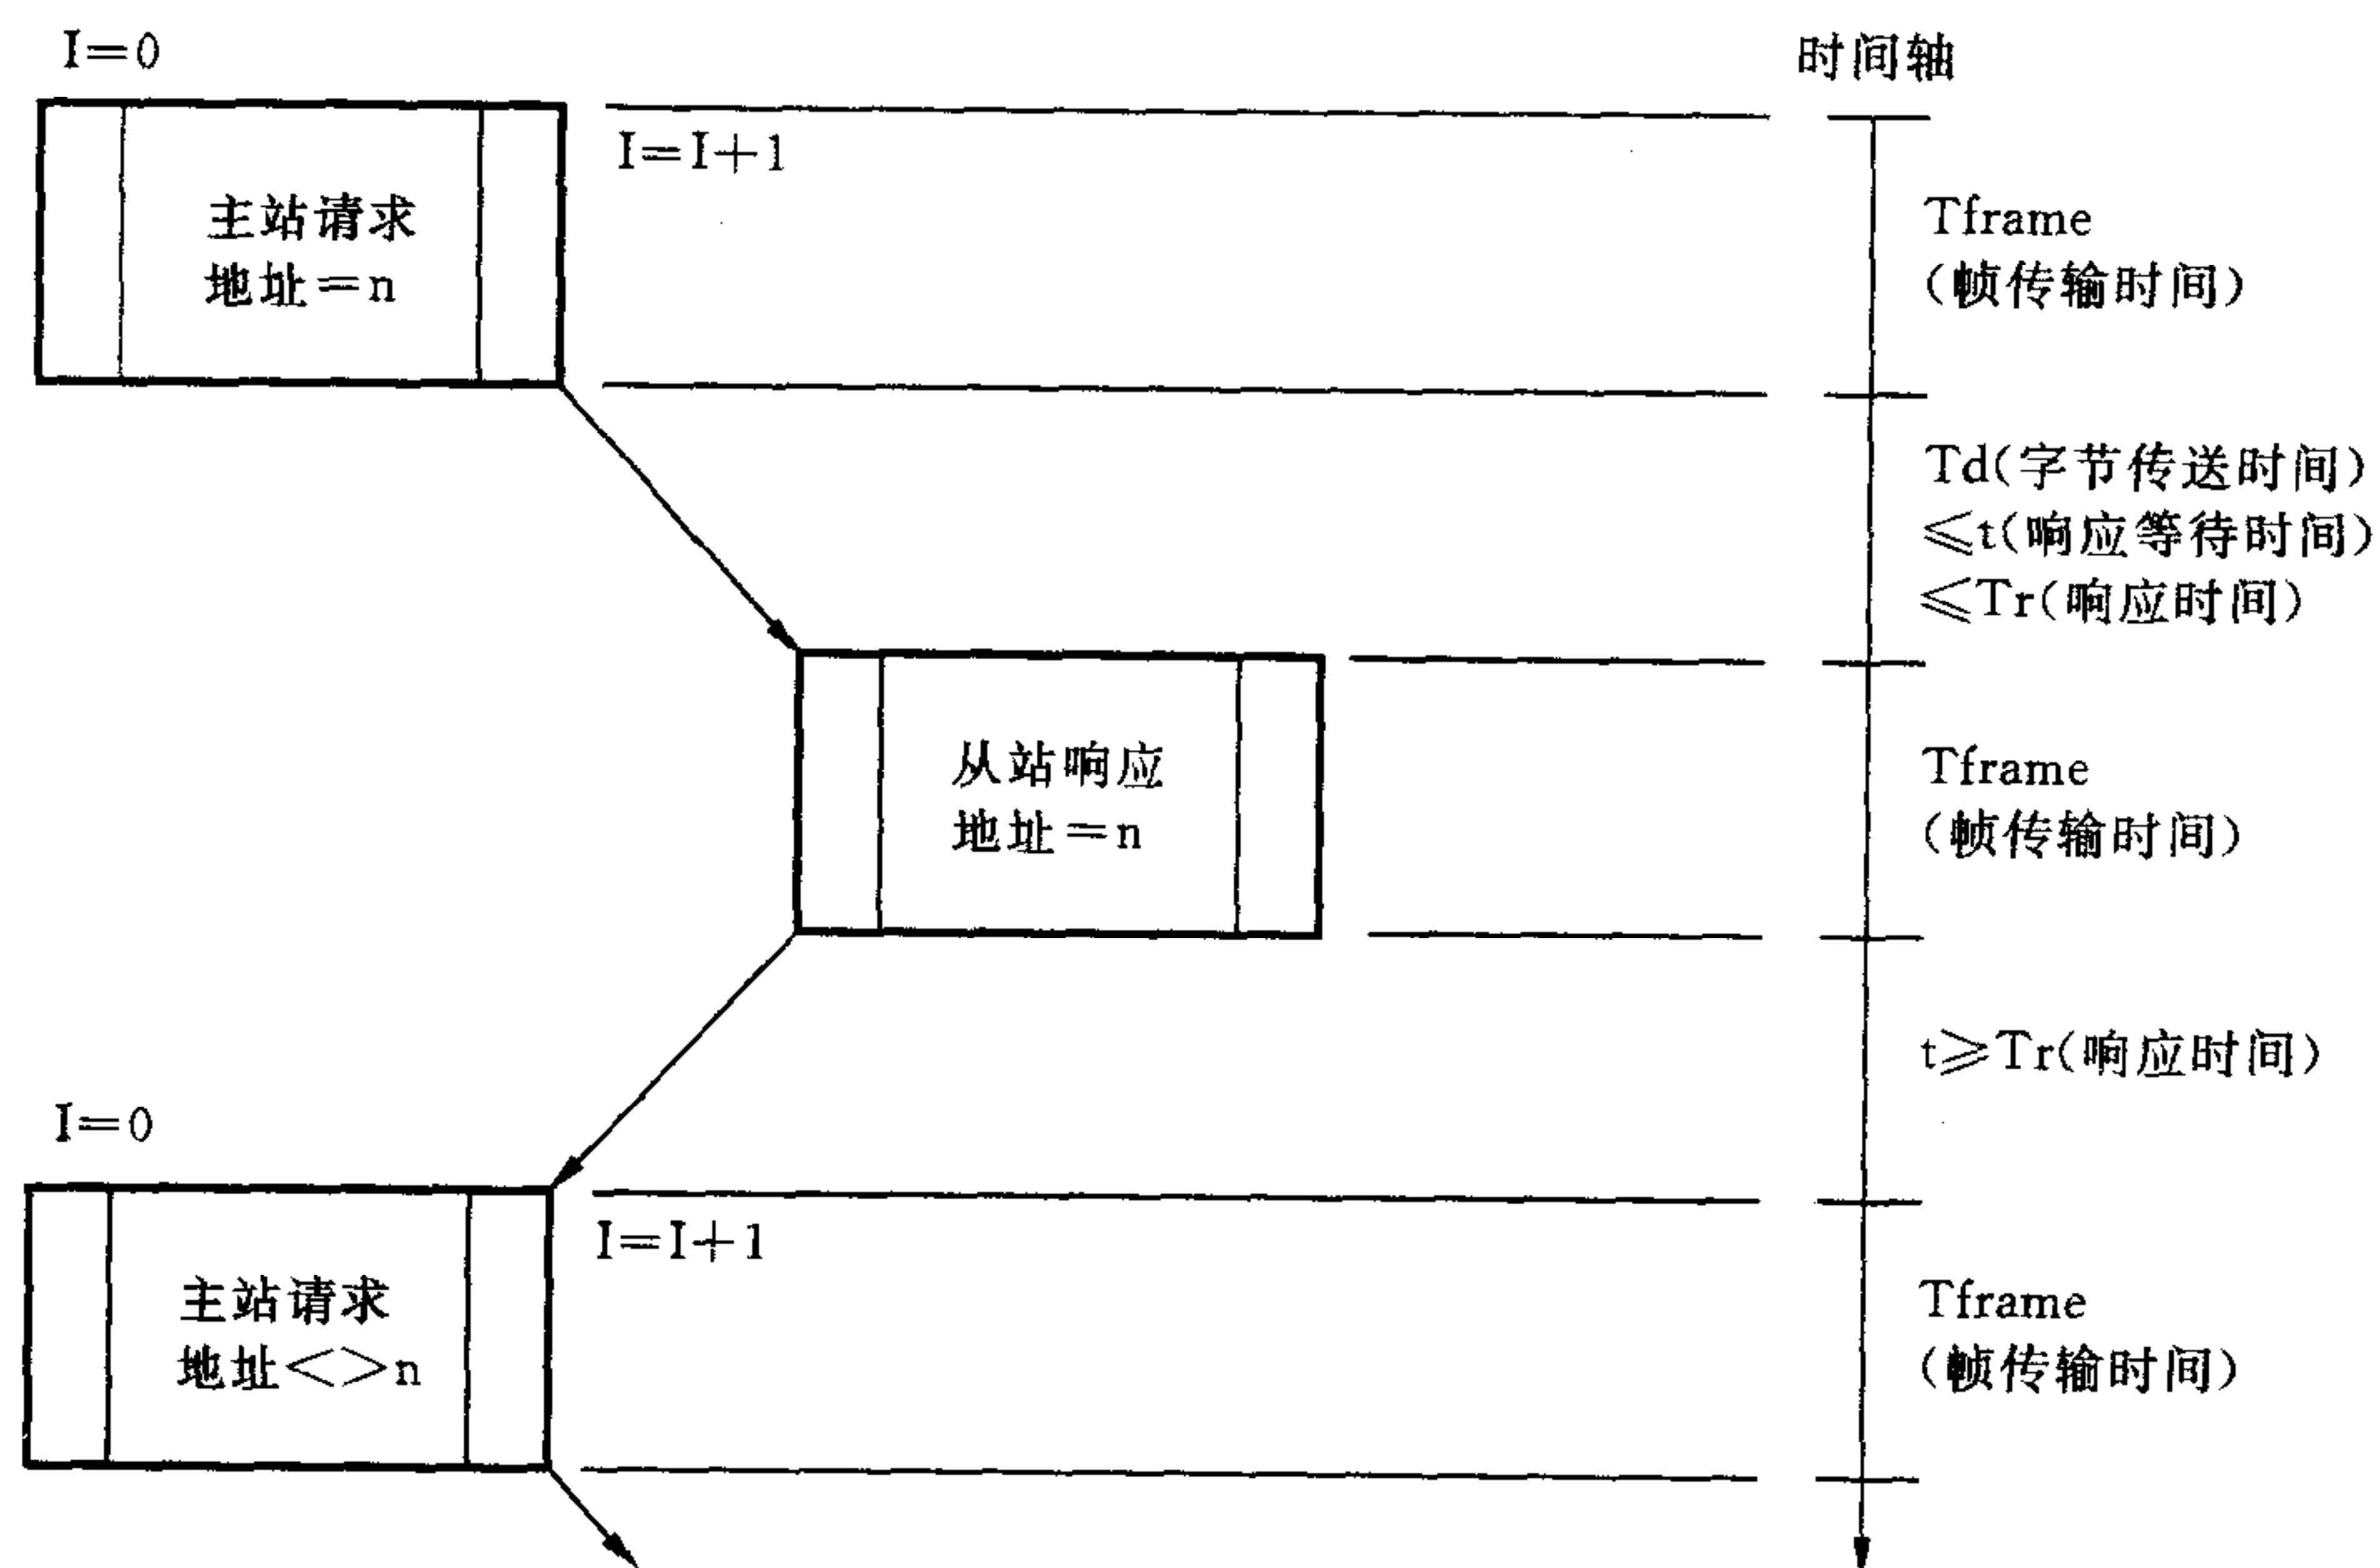 I=0
时间轴
I=I+1
主站请求
地址=n
Tframe
(帧传输时间)
Td(字节传送时间)
≤t(响应等待时间)
≤Tr(响应时间)
从站响应
地址=n
Tframe
(帧传输时间)
t≥Tr(响应时间)
I=0
I=I+1
主站请求
地址<>n
Tframe
(帧传输时间)